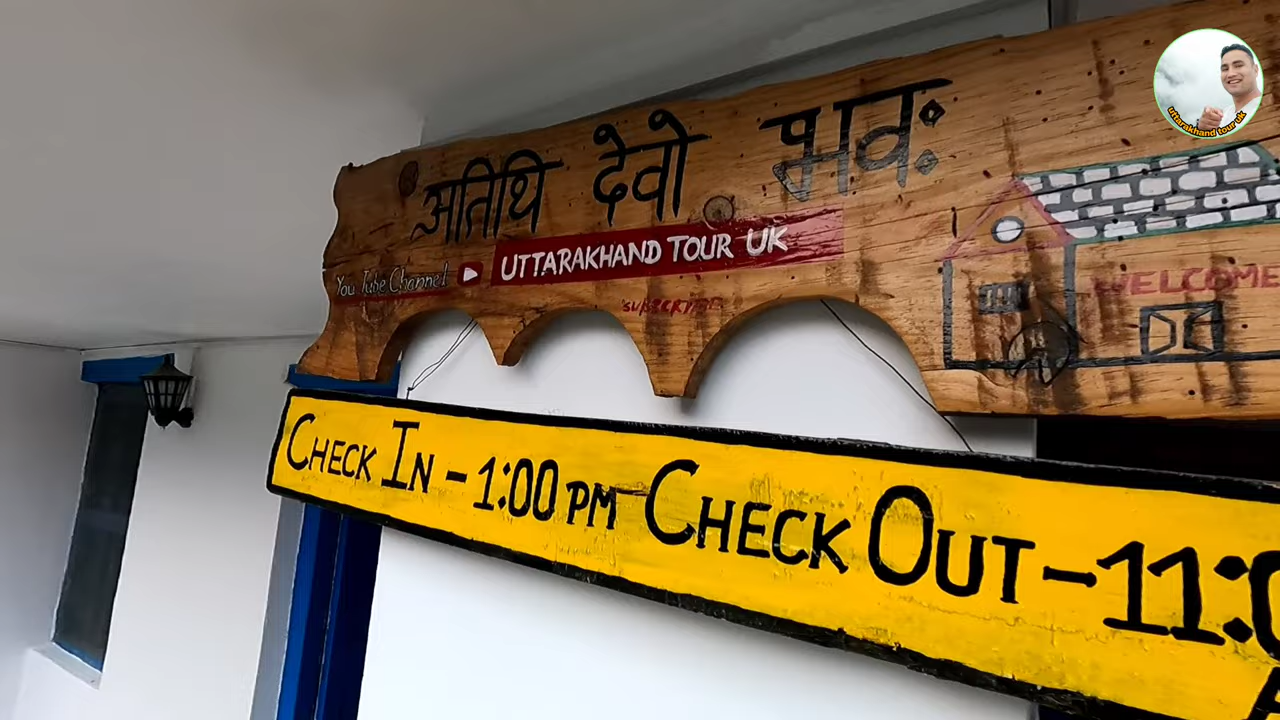 अतिथि देवो भवः
You Tube Channel UTTARAKHAND TOUR UK
SUBSCRIBE
WELCOME
CHECK IN - 1:00 PM CHECK OUT - 11:0
uttarakhand tour uk